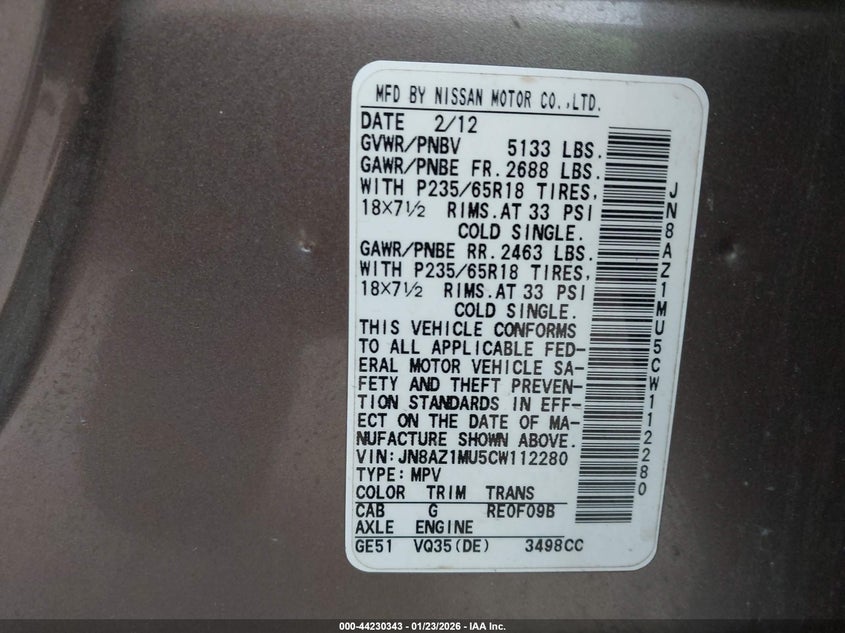 MFD BY NISSAN MOTOR CO.,LTD.
DATE 2/12
GVWR/PNBV 5133 LBS.
GAWR/PNBE FR. 2688 LBS.
WITH P235/65R18 TIRES,
18×7½ RIMS. AT 33 PSI
COLD SINGLE.
GAWR/PNBE RR. 2463 LBS.
WITH P235/65R18 TIRES,
18×7½ RIMS. AT 33 PSI
COLD SINGLE.
THIS VEHICLE CONFORMS
TO ALL APPLICABLE FED-
ERAL MOTOR VEHICLE SA-
FETY AND THEFT PREVEN-
TION STANDARDS IN EFF-
ECT ON THE DATE OF MA-
NUFACTURE SHOWN ABOVE.
VIN:JN8AZ1MU5CW112280
TYPE:MPV
COLOR TRIM TRANS
CAB G RE0F09B
AXLE ENGINE
GE51 VQ35(DE) 3498CC
JN8AZ1MU5CW112280
000-44230343 - 01/23/2026 - IAA Inc.